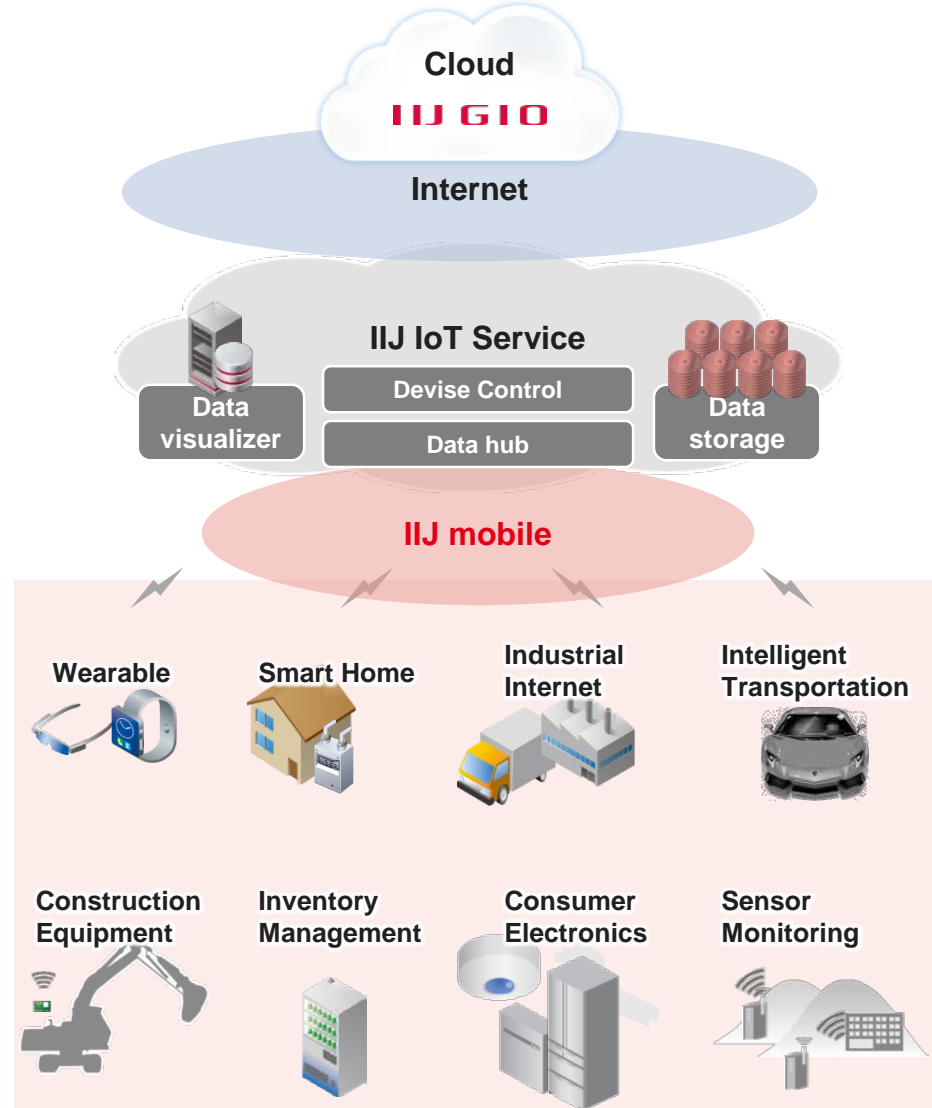 Cloud
IIJ GIO
Internet
IIJ IoT Service
Devise Control
Data
visualizer
Data hub
Data
storage
IIJ mobile
Wearable
Smart Home
Industrial
Internet
Intelligent
Transportation
Construction
Equipment
Inventory
Management
Consumer
Electronics
Sensor
Monitoring